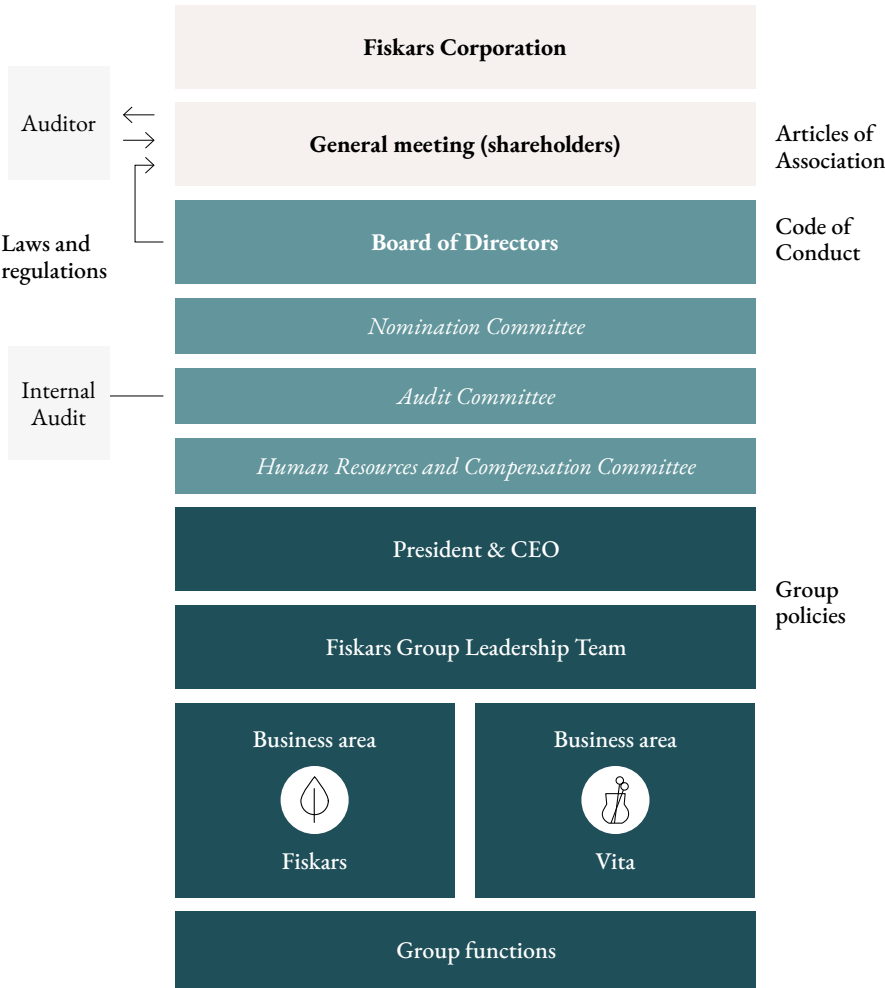 Fiskars Corporation
Auditor
General meeting (shareholders)
Articles of
Association
Laws and
regulations
Board of Directors
Code of
Conduct
Nomination Committee
Internal
Audit
Audit Committee
Human Resources and Compensation Committee
President & CEO
Group
policies
Fiskars Group Leadership Team
Business area
Fiskars
Business area
Vita
Group functions